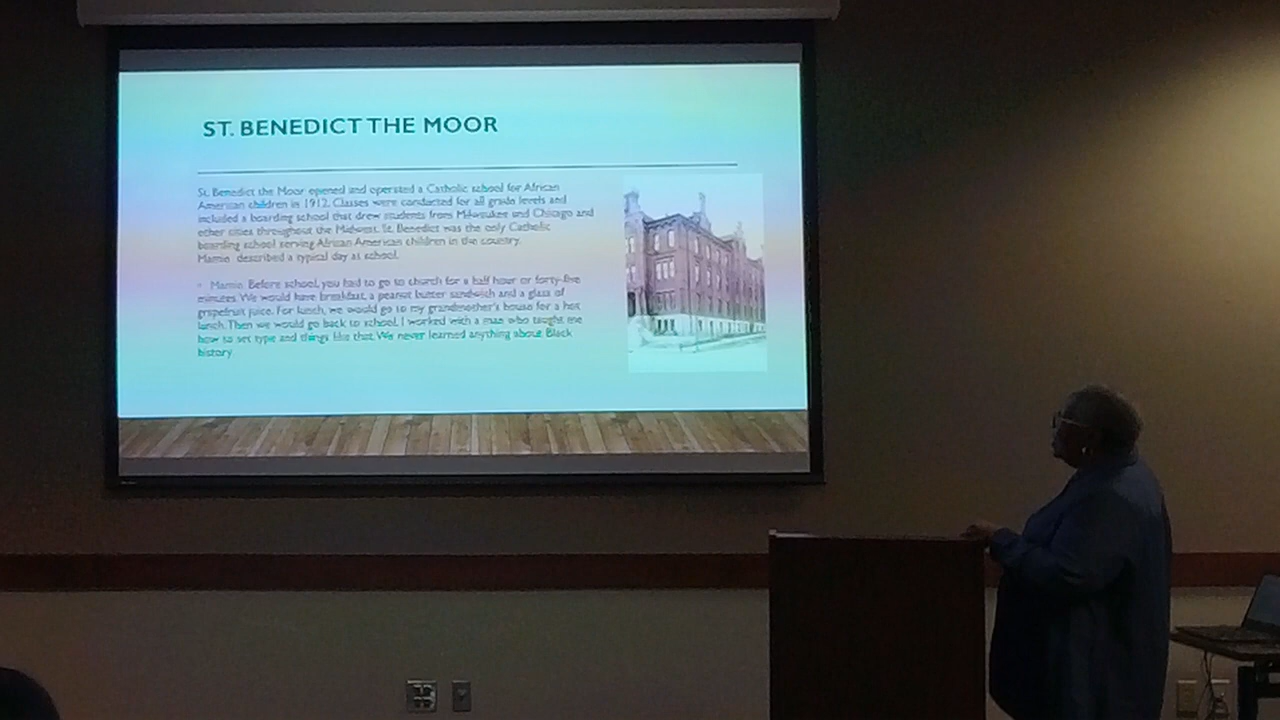 ST. BENEDICT THE MOOR
St. Benedict the Moor opened and operated a Catholic school for African
American children in 1912. Classes were conducted for all grade levels and
included a boarding school that drew students from Milwaukee and Chicago and
other cities throughout the Midwest. St. Benedict was the only Catholic
boarding school serving African American children in the country.
Mamie described a typical day at school.
Mamie: Before school, you had to go to church for a half hour or forty-five
minutes. We would have breakfast, a peanut butter sandwich and a glass of
grapefruit juice. For lunch, we would go to my grandmother's house for a hot
lunch. Then we would go back to school. I worked with a man who taught me
how to set type and things like that. We never learned anything about Black
history